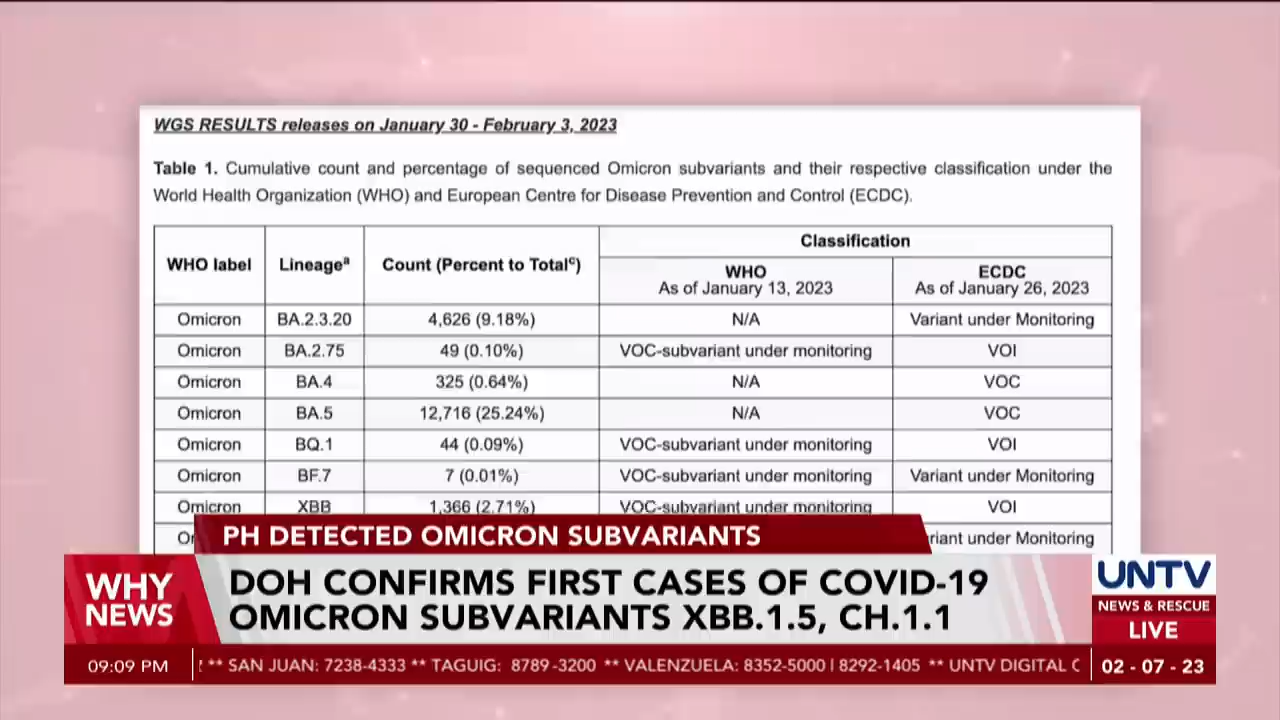 WGS RESULTS releases on January 30 - February 3, 2023
Table 1. Cumulative count and percentage of sequenced Omicron subvariants and their respective classification under the
World Health Organization (WHO) and European Centre for Disease Prevention and Control (ECDC).
WHO label Lineageᵃ Count (Percent to Totalᶜ) Classification
WHO ECDC
As of January 13, 2023 As of January 26, 2023
Omicron BA.2.3.20 4,626 (9.18%) N/A Variant under Monitoring
Omicron BA.2.75 49 (0.10%) VOC-subvariant under monitoring VOI
Omicron BA.4 325 (0.64%) N/A VOC
Omicron BA.5 12,716 (25.24%) N/A VOC
Omicron BQ.1 44 (0.09%) VOC-subvariant under monitoring VOI
Omicron BF.7 7 (0.01%) VOC-subvariant under monitoring Variant under Monitoring
Omicron XBB 1,366 (2.71%) VOC-subvariant under monitoring VOI
under Monitoring
PH DETECTED OMICRON SUBVARIANTS
WHY NEWS
DOH CONFIRMS FIRST CASES OF COVID-19
OMICRON SUBVARIANTS XBB.1.5, CH.1.1
UNTV
NEWS & RESCUE
LIVE
09:09 PM ** SAN JUAN: 7238-4333 ** TAGUIG: 8789-3200 ** VALENZUELA: 8352-5000 | 8292-1405 ** UNTV DIGITAL 02 - 07 - 23